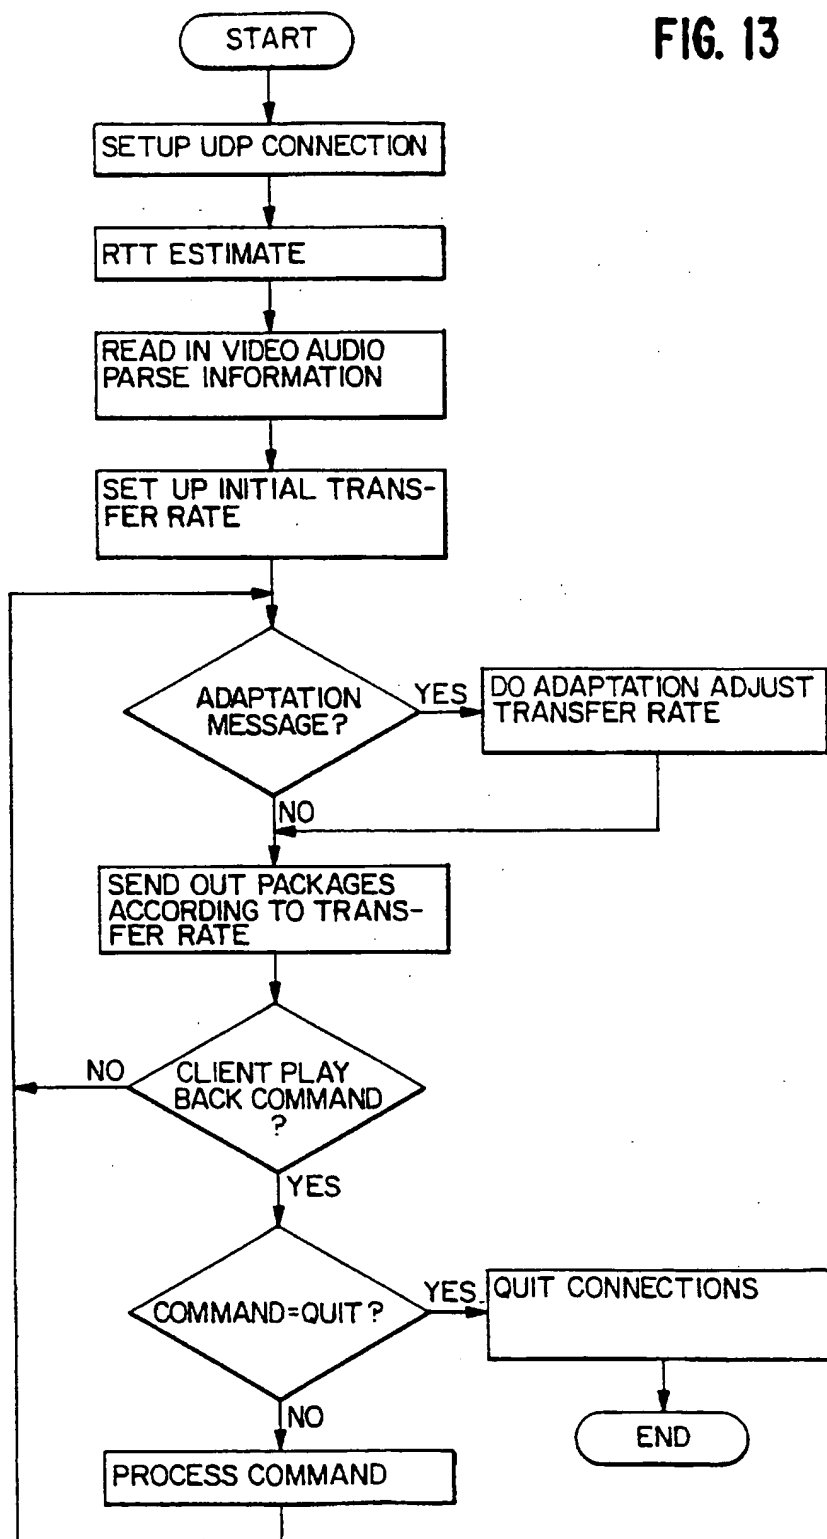 FIG. 13
START
SETUP UDP CONNECTION
RTT ESTIMATE
READ IN VIDEO AUDIO
PARSE INFORMATION
SET UP INITIAL TRANS-
FER RATE
ADAPTATION
MESSAGE?
YES
DO ADAPTATION ADJUST
TRANSFER RATE
NO
SEND OUT PACKAGES
ACCORDING TO TRANS-
FER RATE
NO
CLIENT PLAY
BACK COMMAND
?
YES
COMMAND=QUIT?
YES
QUIT CONNECTIONS
NO
END
PROCESS COMMAND